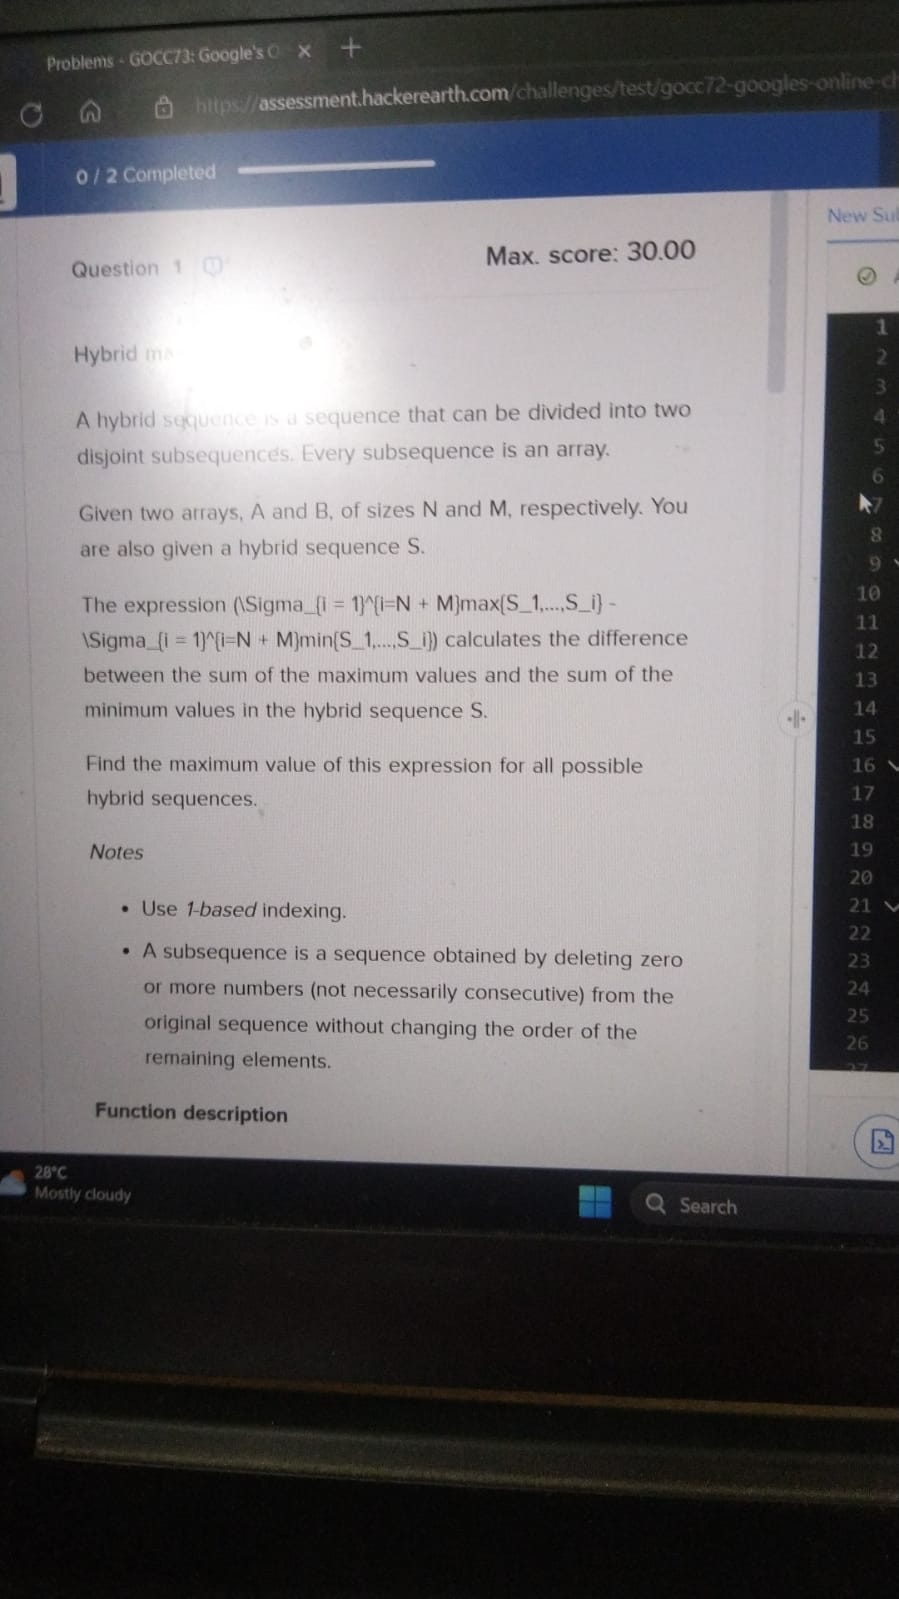 Problems - GOCC73: Google's O
https://assessment.hackerearth.com/challenges/test/gocc72-googles-online-ch
0 / 2 Completed
New Sub
Question 1
Max. score: 30.00
Hybrid
A hybrid sequence is a sequence that can be divided into two
disjoint subsequences. Every subsequence is an array.
Given two arrays, A and B, of sizes N and M, respectively. You
are also given a hybrid sequence S.
The expression (\Sigma_{i = 1}^{i=N + M}max{S_1,...,S_i} -
\Sigma_{i = 1}^{i=N + M}min{S_1,...,S_i}) calculates the difference
between the sum of the maximum values and the sum of the
minimum values in the hybrid sequence S.
Find the maximum value of this expression for all possible
hybrid sequences.
Notes
• Use 1-based indexing.
• A subsequence is a sequence obtained by deleting zero
or more numbers (not necessarily consecutive) from the
original sequence without changing the order of the
remaining elements.
Function description
1
2
3
4
5
6
7
8
9
10
11
12
13
14
15
16
17
18
19
20
21
22
23
24
25
26
27
28°C
Mostly cloudy
Search